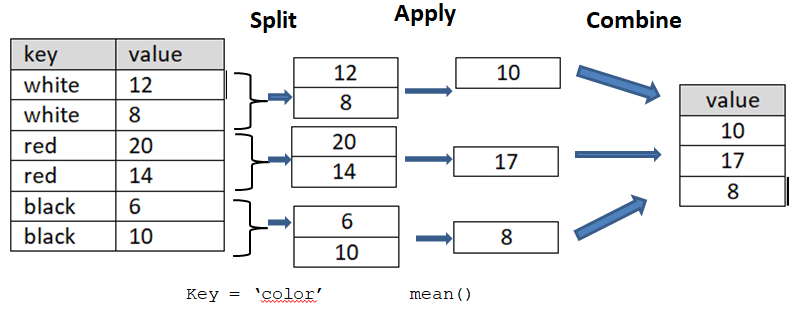 Split Apply Combine
key value
white 12
white 8
red 20
red 14
black 6
black 10
12
8
20
14
6
10
10
17
8
value
10
17
8
Key = ‘color’ mean()